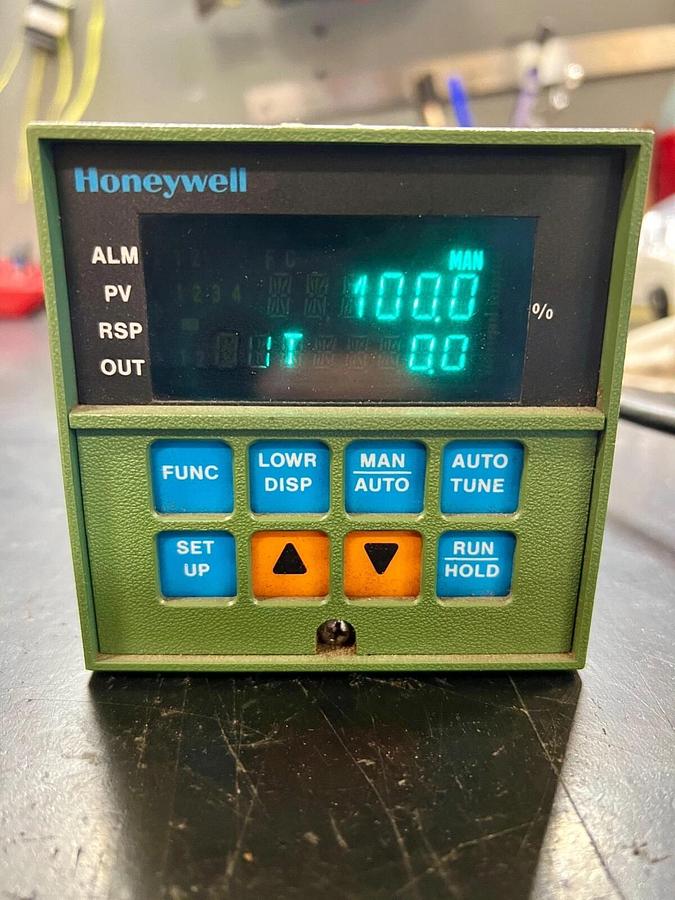 Honeywell
ALM
MAN
PV
100.0
%
RSP
OUT
UT 0.0
FUNC
LOWR
DISP
MAN
AUTO
AUTO
TUNE
SET
UP
RUN
HOLD